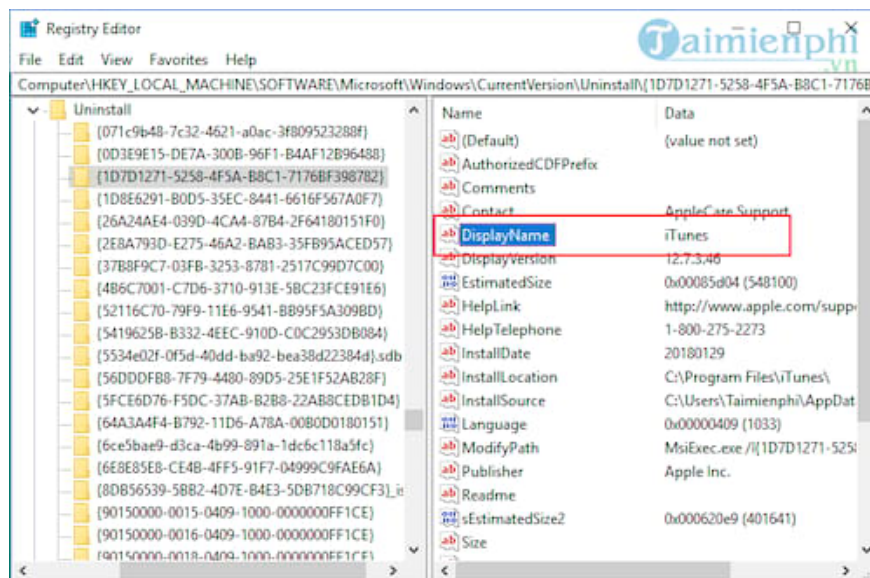 Registry Editor
Taimienphi
.vn
File Edit View Favorites Help
Computer\HKEY_LOCAL_MACHINE\SOFTWARE\Microsoft\Windows\CurrentVersion\Uninstall\{1D7D1271-5258-4F5A-B8C1-7176B
Uninstall
{071c9b48-7c32-4621-a0ac-3f809523288f}
{0D3E9E15-DE7A-300B-96F1-B4AF12B96488}
{1D7D1271-5258-4F5A-B8C1-7176BF398782}
{1D8E6291-B0D5-35EC-8441-6616F567A0F7}
{26A24AE4-039D-4CA4-87B4-2F64180151F0}
{2E8A793D-E275-46A2-BAB3-35FB95ACED57}
{37B8F9C7-03FB-3253-8781-2517C99D7C00}
{4B6C7001-C7D6-3710-913E-5BC23FCE91E6}
{52116C70-79F9-11E6-9541-BB95F5A309BD}
{5419625B-B332-4EEC-910D-C0C2953DB084}
{5534e02f-0f5d-40dd-ba92-bea38d22384d}.sdb
{56DDDFB8-7F79-4480-89D5-25E1F52AB28F}
{5FCE6D76-F5DC-37AB-B2B8-22AB8CEDB1D4}
{64A3A4F4-B792-11D6-A78A-00B0D0180151}
{6ce5bae9-d3ca-4b99-891a-1dc6c118a5fc}
{6E8E85E8-CE4B-4FF5-91F7-04999C9FAE6A}
{8DB56539-5BB2-4D7E-B4E3-5DB718C99CF3}_is
{90150000-0015-0409-1000-0000000FF1CE}
{90150000-0016-0409-1000-0000000FF1CE}
{90150000-0018-0409-1000-0000000FF1CE}
Name Data
(Default) (value not set)
AuthorizedCDFPrefix
Comments
Contact AppleCare Support
DisplayName iTunes
DisplayVersion 12.7.3.46
EstimatedSize 0x00085d04 (548100)
HelpLink http://www.apple.com/suppo
HelpTelephone 1-800-275-2273
InstallDate 20180129
InstallLocation C:\Program Files\iTunes\
InstallSource C:\Users\Taimienphi\AppDat
Language 0x00000409 (1033)
ModifyPath MsiExec.exe /I{1D7D1271-5258
Publisher Apple Inc.
Readme
sEstimatedSize2 0x000620e9 (401641)
Size